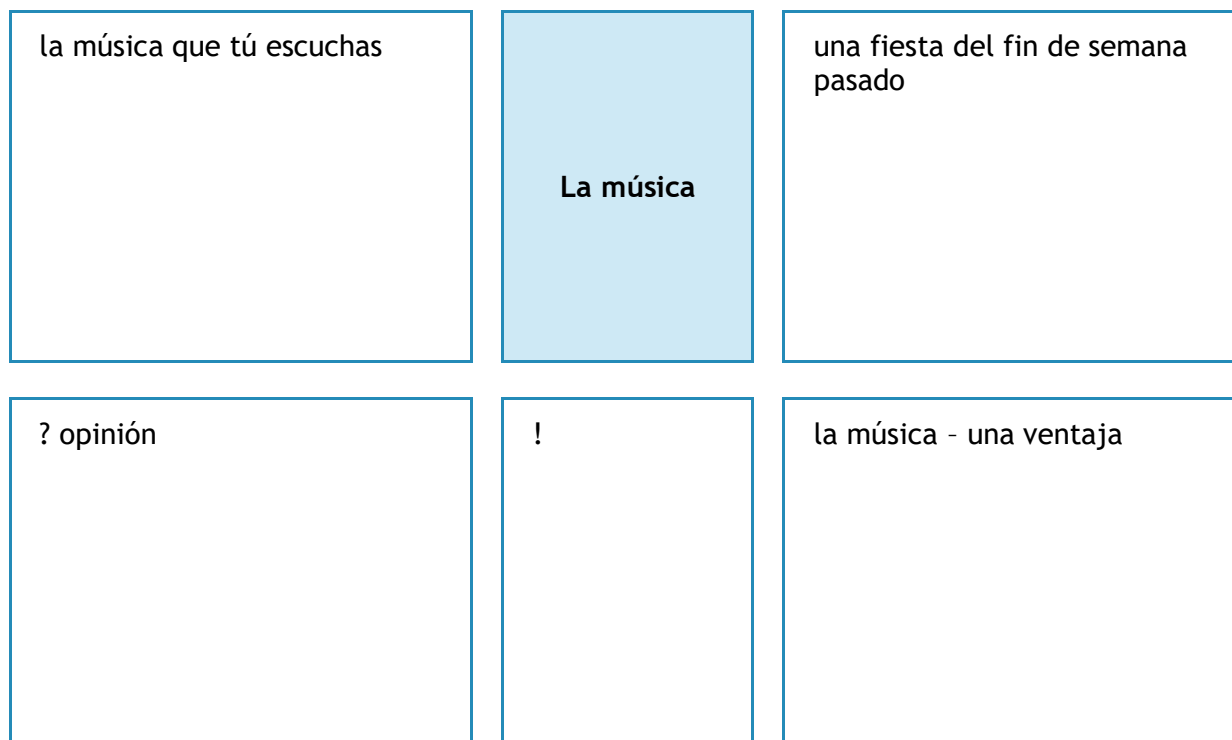 la música que tú escuchas
La música
una fiesta del fin de semana
pasado
? opinión
!
la música – una ventaja